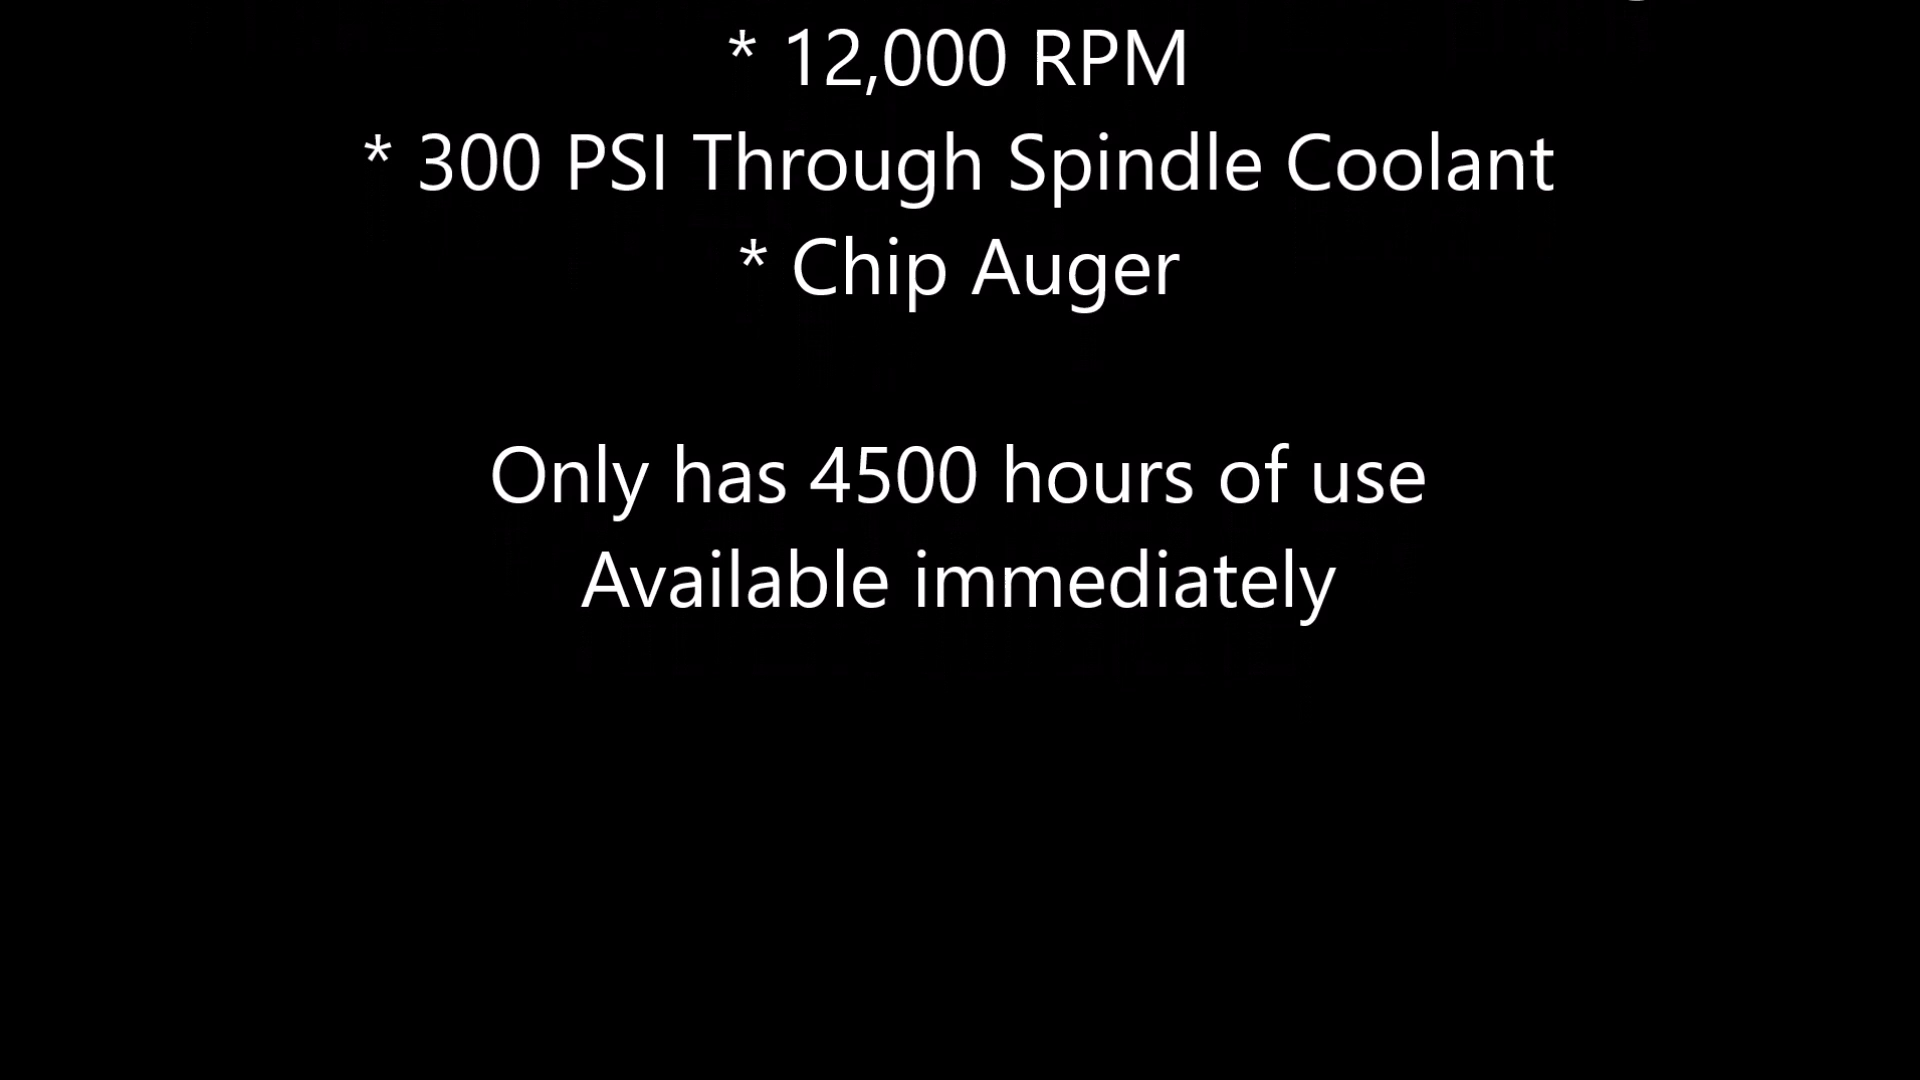 * 12,000 RPM
* 300 PSI Through Spindle Coolant
* Chip Auger
Only has 4500 hours of use
Available immediately